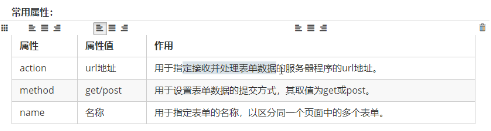 常用属性：
属性 属性值 作用
action url地址 用于指定接收并处理表单数据的服务器程序的url地址。
method get/post 用于设置表单数据的提交方式，其取值为get或post。
name 名称 用于指定表单的名称，以区分同一个页面中的多个表单。